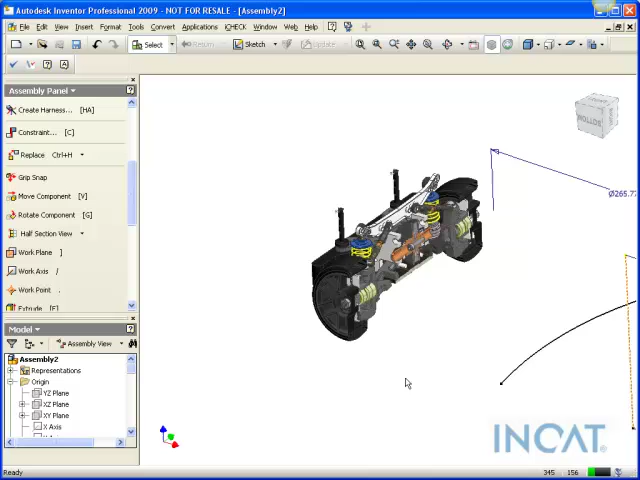 Autodesk Inventor Professional 2009 - NOT FOR RESALE - [Assembly2]
File Edit View Insert Format Tools Convert Applications iCHECK Window Web Help
Select Return Sketch Update
Assembly Panel
Create Harness... [HA]
Constraint... [C]
Replace Ctrl+H
Grip Snap
Move Component [V]
Rotate Component [G]
Half Section View
Work Plane ]
Work Axis /
Work Point .
Extrude [E]
Model
Assembly View
Assembly2
Representations
Origin
YZ Plane
XZ Plane
XY Plane
X Axis
BOTTOM
Ø265.77
INCAT®
Ready
345 156